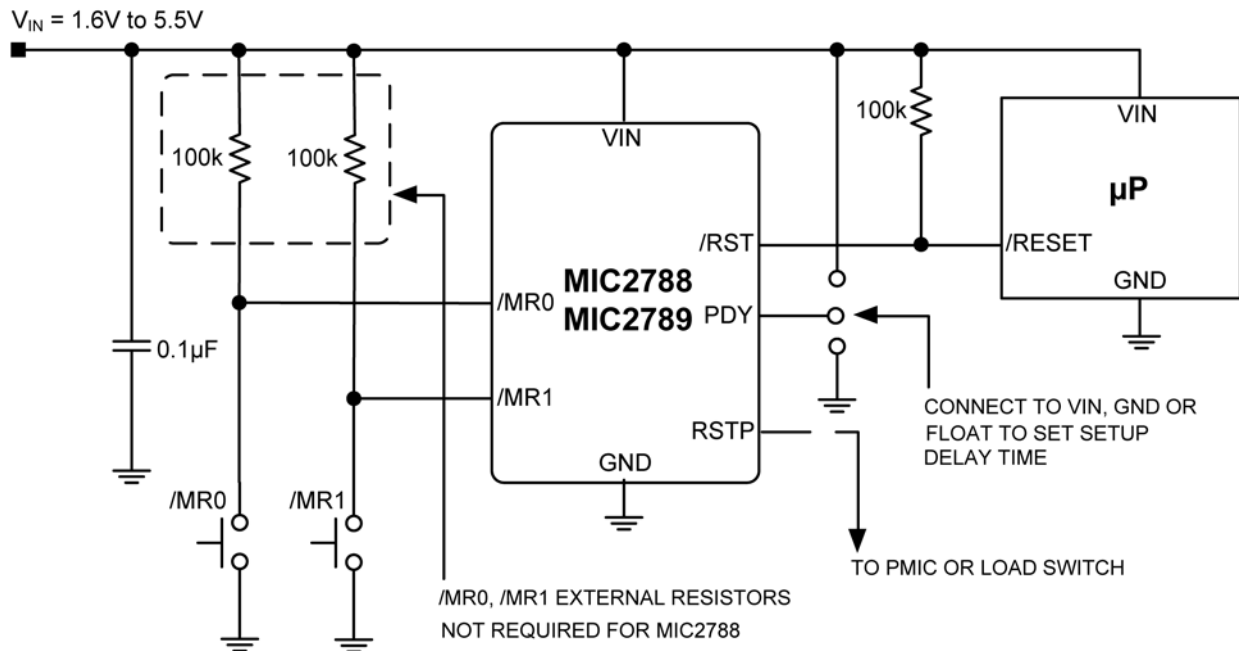 VIN = 1.6V to 5.5V
100k
100k
100k
VIN
VIN
µP
/RST
/RESET
MIC2788
MIC2789
GND
/MR0
PDY
0.1µF
/MR1
CONNECT TO VIN, GND OR
FLOAT TO SET SETUP
DELAY TIME
RSTP
GND
/MR0
/MR1
TO PMIC OR LOAD SWITCH
/MR0, /MR1 EXTERNAL RESISTORS
NOT REQUIRED FOR MIC2788